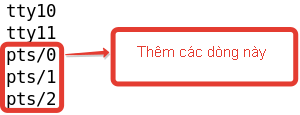 tty10
tty11
pts/0
pts/1
pts/2
Thêm các dòng này